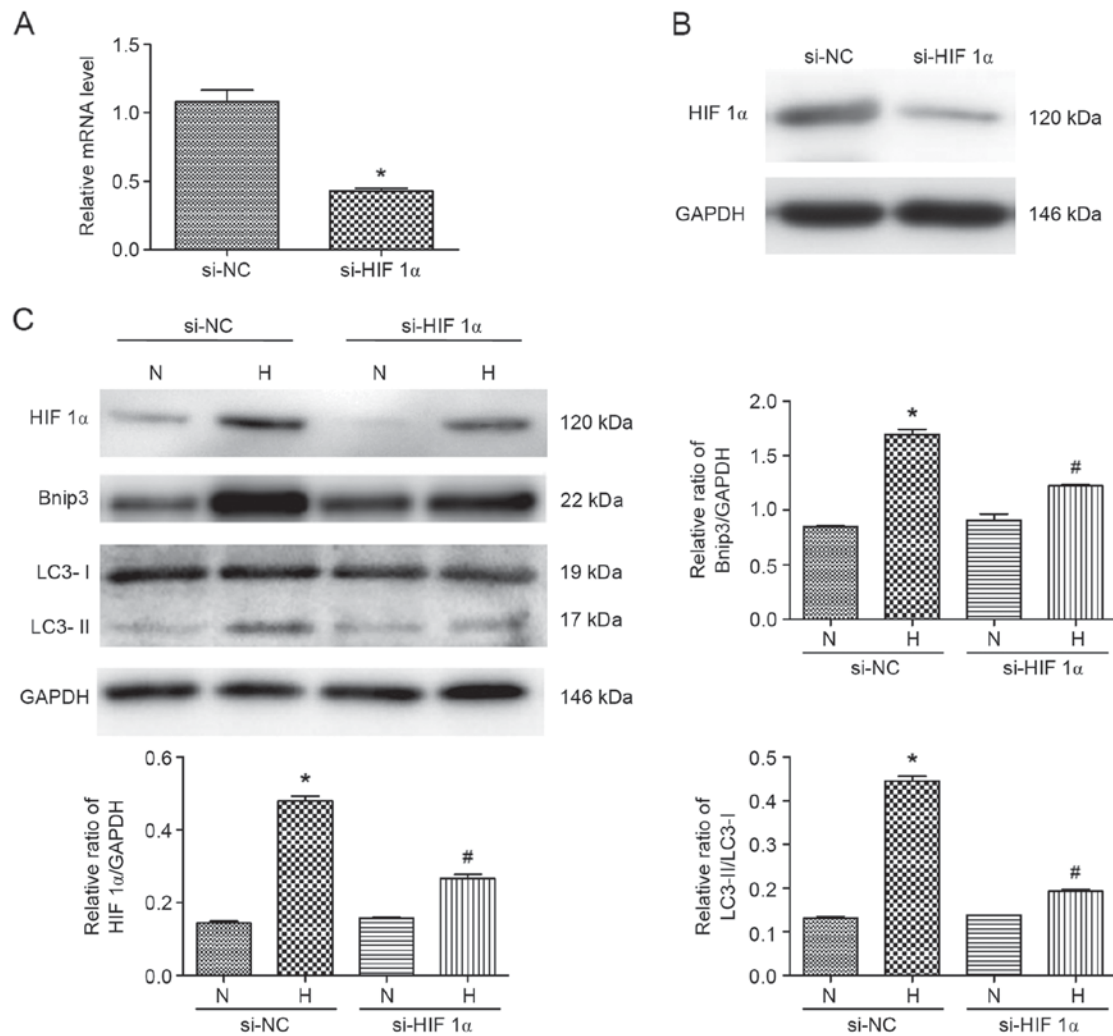 A
Relative mRNA level
1.5
1.0
0.5
0.0
*
si-NC
si-HIF 1α
B
si-NC si-HIF 1α
HIF 1α 120 kDa
GAPDH 146 kDa
C
si-NC si-HIF 1α
N H N H
HIF 1α 120 kDa
Bnip3 22 kDa
LC3- I 19 kDa
LC3- II 17 kDa
GAPDH 146 kDa
Relative ratio of
Bnip3/GAPDH
2.0
1.5
1.0
0.5
0.0
*
#
N H N H
si-NC si-HIF 1α
Relative ratio of
HIF 1α/GAPDH
0.6
0.4
0.2
0.0
*
#
N H N H
si-NC si-HIF 1α
Relative ratio of
LC3-II/LC3-I
0.5
0.4
0.3
0.2
0.1
0.0
*
#
N H N H
si-NC si-HIF 1α